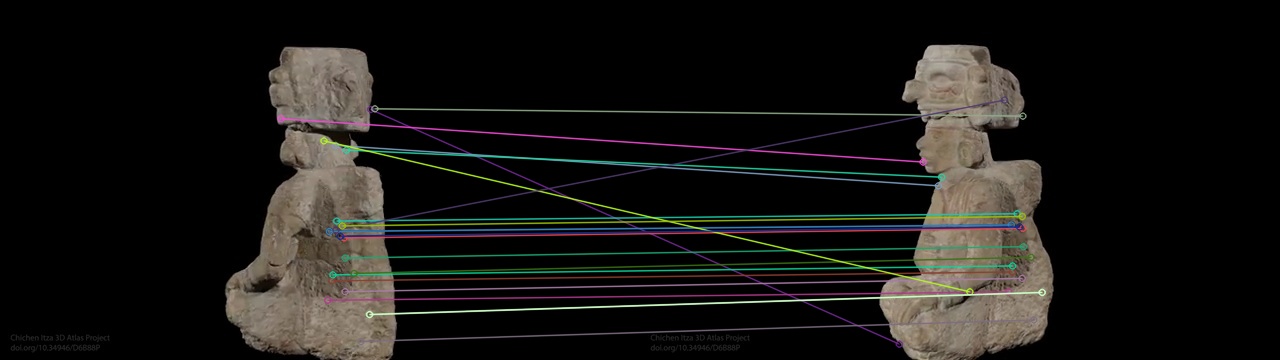 Chichen Itza 3D Atlas Project
doi.org/10.34946/D6B88P
Chichen Itza 3D Atlas Project
doi.org/10.34946/D6B88P